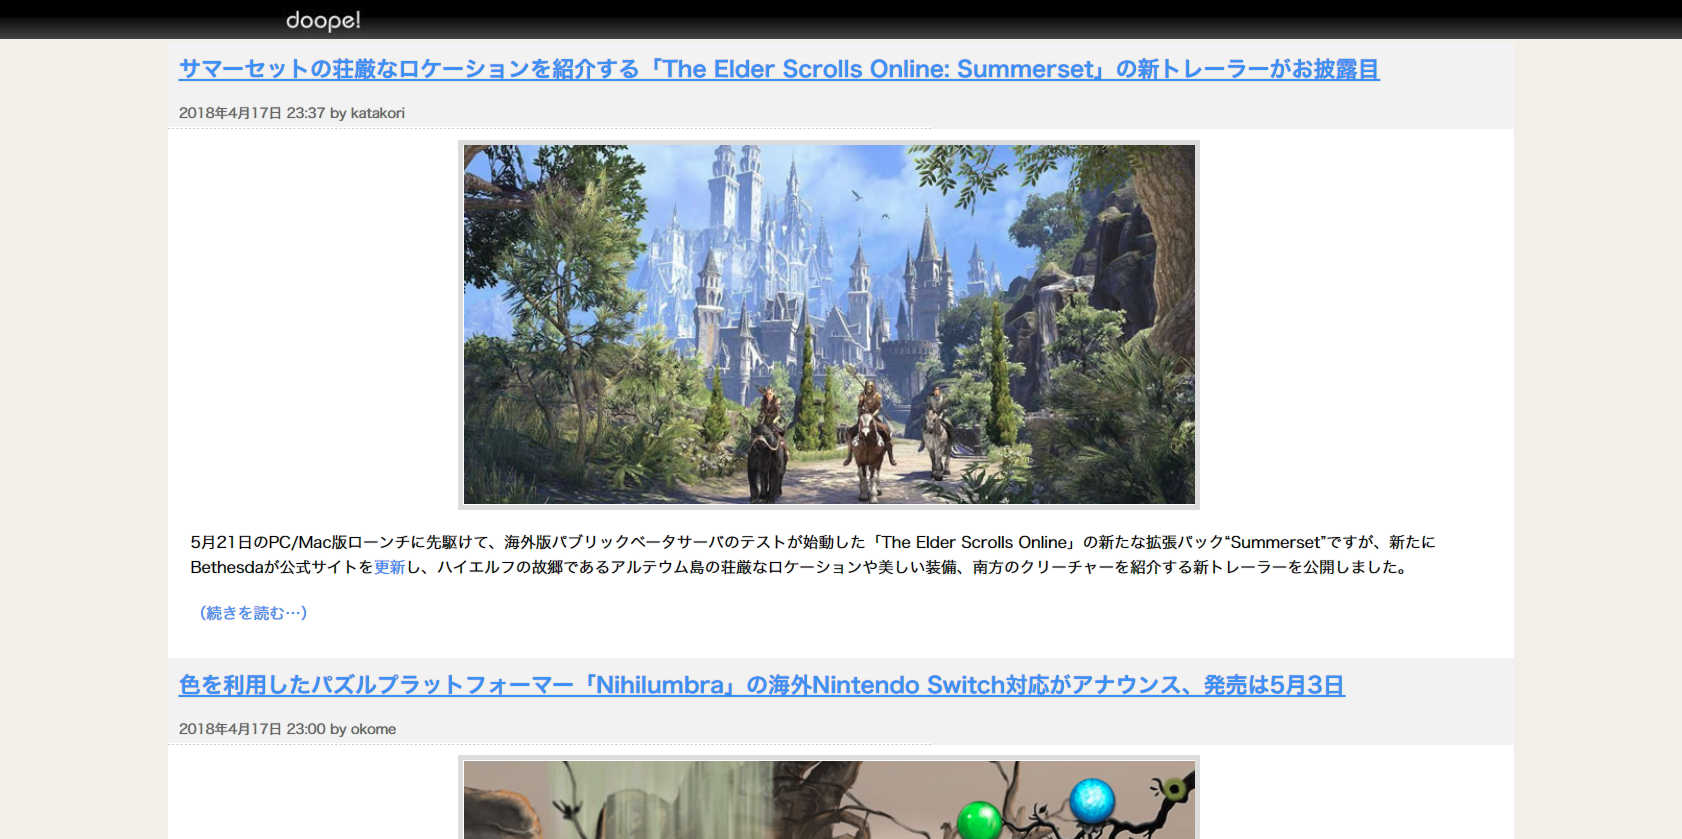 doope!
サマーセットの荘厳なロケーションを紹介する「The Elder Scrolls Online: Summerset」の新トレーラーがお披露目
2018年4月17日 23:37 by katakori
5月21日のPC/Mac版ローンチに先駆けて、海外版パブリックベータサーバのテストが始動した「The Elder Scrolls Online」の新たな拡張パック“Summerset”ですが、新たに
Bethesdaが公式サイトを更新し、ハイエルフの故郷であるアルテウム島の荘厳なロケーションや美しい装備、南方のクリーチャーを紹介する新トレーラーを公開しました。
（続きを読む…）
色を利用したパズルプラットフォーマー「Nihilumbra」の海外Nintendo Switch対応がアナウンス、発売は5月3日
2018年4月17日 23:00 by okome